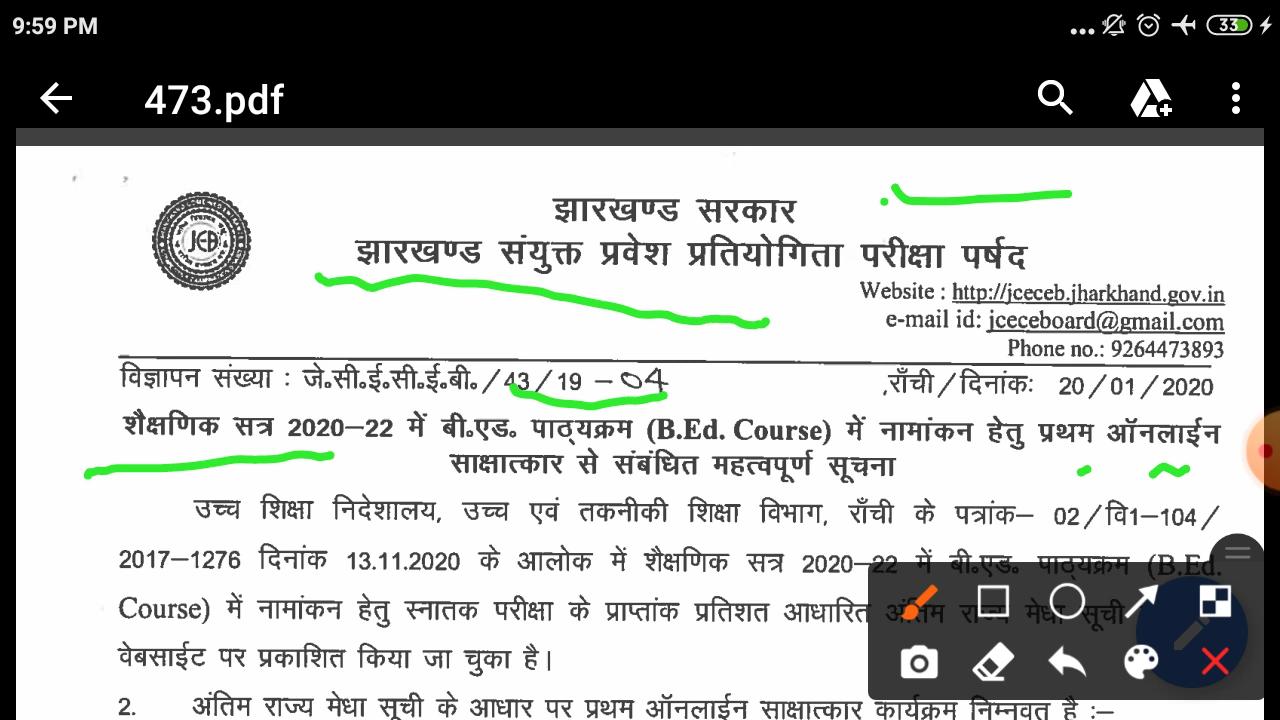 9:59 PM
33
473.pdf
झारखण्ड सरकार
झारखण्ड संयुक्त प्रवेश प्रतियोगिता परीक्षा पर्षद
JCEB
Website : http://jceceb.jharkhand.gov.in
e-mail id: jceceboard@gmail.com
Phone no.: 9264473893
विज्ञापन संख्या : जे.सी.ई.सी.ई.बी. / 43 / 19 – 04
राँची / दिनांकः 20 / 01 / 2020
शैक्षणिक सत्र 2020–22 में बी.एड. पाठ्यक्रम (B.Ed. Course) में नामांकन हेतु प्रथम ऑनलाईन
साक्षात्कार से संबंधित महत्वपूर्ण सूचना
उच्च शिक्षा निदेशालय, उच्च एवं तकनीकी शिक्षा विभाग, राँची के पत्रांक– 02 / वि1–104 /
2017–1276 दिनांक 13.11.2020 के आलोक में शैक्षणिक सत्र 2020–22 में बी.एड. पाठ्यक्रम (B.Ed.
Course) में नामांकन हेतु स्नातक परीक्षा के प्राप्तांक प्रतिशत आधारित अंतिम राज्य मेधा सूची
वेबसाईट पर प्रकाशित किया जा चुका है।
2. अंतिम राज्य मेधा सूची के आधार पर प्रथम ऑनलाईन साक्षात्कार कार्यक्रम निम्नवत है :–